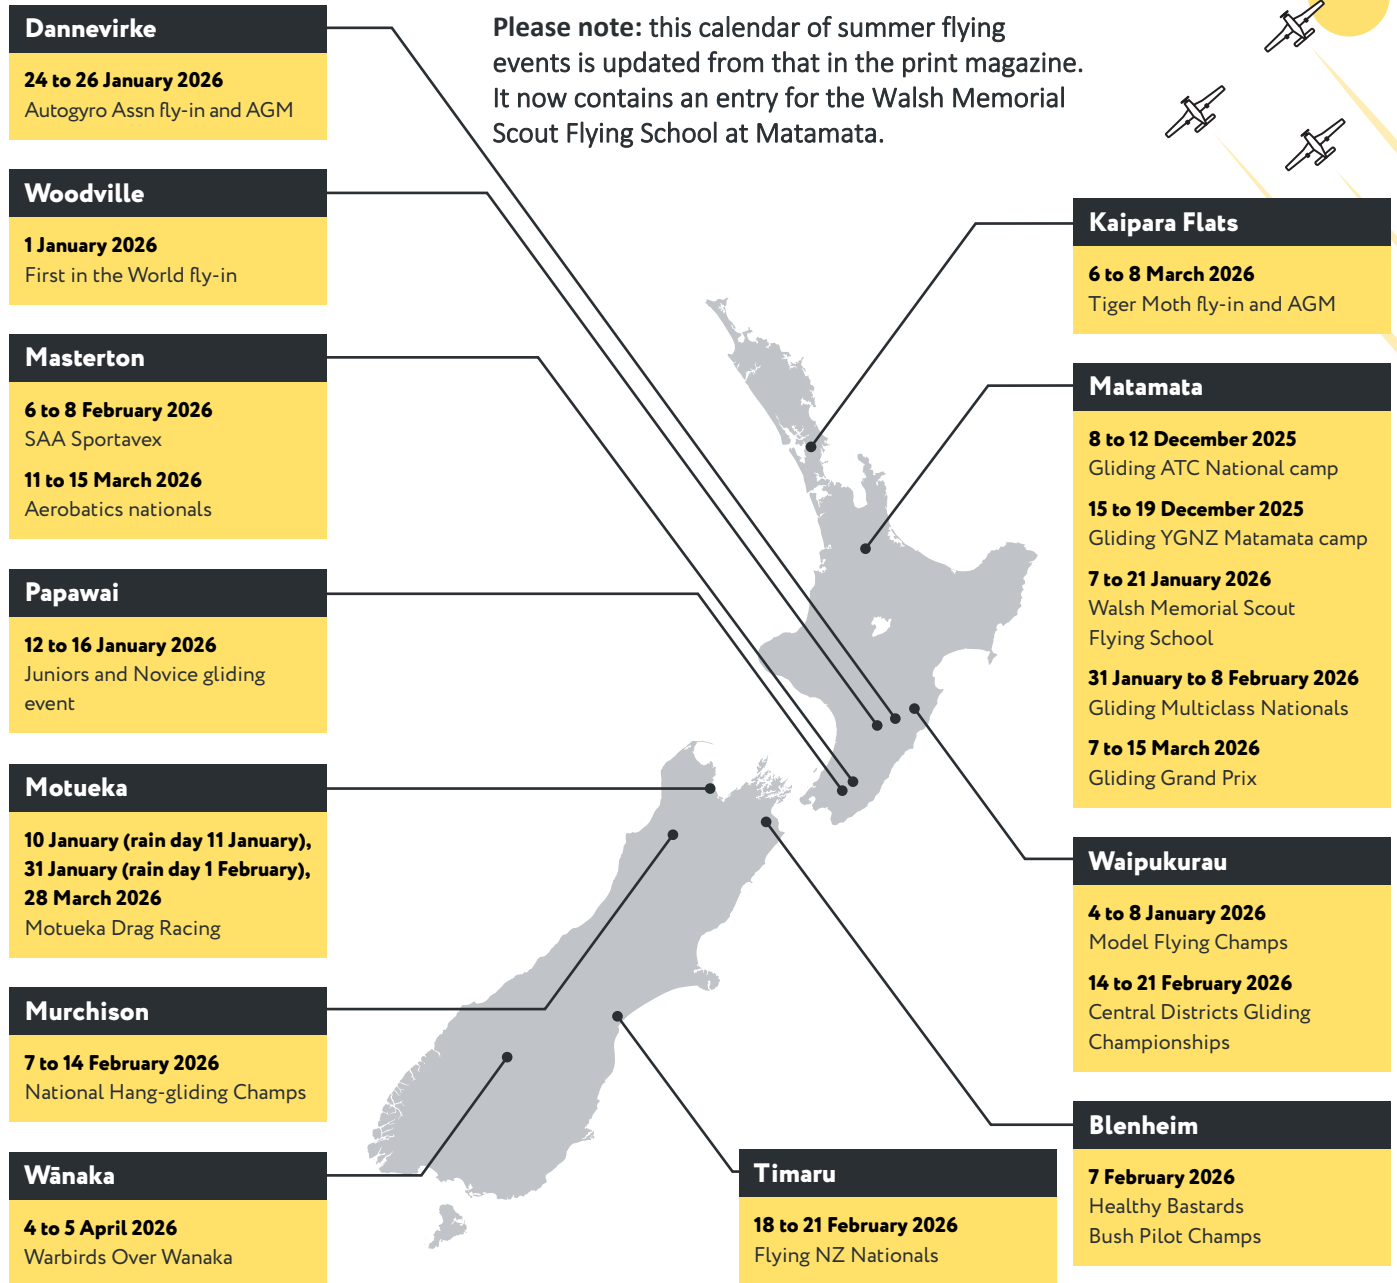 Please note: this calendar of summer flying
events is updated from that in the print magazine.
It now contains an entry for the Walsh Memorial
Scout Flying School at Matamata.
Dannevirke
24 to 26 January 2026
Autogyro Assn fly-in and AGM
Woodville
1 January 2026
First in the World fly-in
Masterton
6 to 8 February 2026
SAA Sportavex
11 to 15 March 2026
Aerobatics nationals
Papawai
12 to 16 January 2026
Juniors and Novice gliding
event
Motueka
10 January (rain day 11 January),
31 January (rain day 1 February),
28 March 2026
Motueka Drag Racing
Murchison
7 to 14 February 2026
National Hang-gliding Champs
Wānaka
4 to 5 April 2026
Warbirds Over Wanaka
Kaipara Flats
6 to 8 March 2026
Tiger Moth fly-in and AGM
Matamata
8 to 12 December 2025
Gliding ATC National camp
15 to 19 December 2025
Gliding YGNZ Matamata camp
7 to 21 January 2026
Walsh Memorial Scout
Flying School
31 January to 8 February 2026
Gliding Multiclass Nationals
7 to 15 March 2026
Gliding Grand Prix
Waipukurau
4 to 8 January 2026
Model Flying Champs
14 to 21 February 2026
Central Districts Gliding
Championships
Blenheim
7 February 2026
Healthy Bastards
Bush Pilot Champs
Timaru
18 to 21 February 2026
Flying NZ Nationals